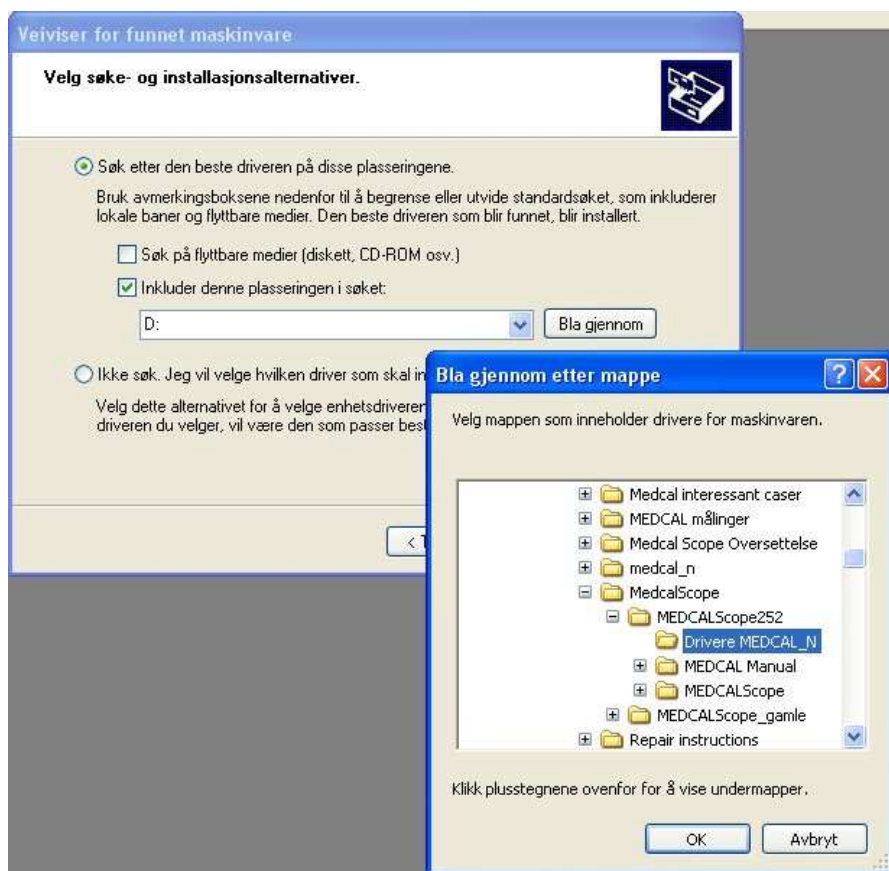 Veiviser for funnet maskinvare
Velg søke- og installasjonsalternativer.
Søk etter den beste driveren på disse plasseringene.
Bruk avmerkingsboksene nedenfor til å begrense eller utvide standardsøket, som inkluderer
lokale baner og flyttbare medier. Den beste driveren som blir funnet, blir installert.
Søk på flyttbare medier (diskett, CD-ROM osv.)
Inkluder denne plasseringen i søket:
D:
Bla gjennom
Ikke søk. Jeg vil velge hvilken driver som skal in
Velg dette alternativet for å velge enhetsdriveren
driveren du velger, vil være den som passer best
<
Bla gjennom etter mappe
Velg mappen som inneholder drivere for maskinvaren.
Medcal interessant caser
MEDCAL målinger
Medcal Scope Oversettelse
medcal_n
MedcalScope
MEDCALScope252
Drivere MEDCAL_N
MEDCAL Manual
MEDCALScope
MEDCALScope_gamle
Repair instructions
Klikk plusstegnene ovenfor for å vise undermapper.
OK
Avbryt